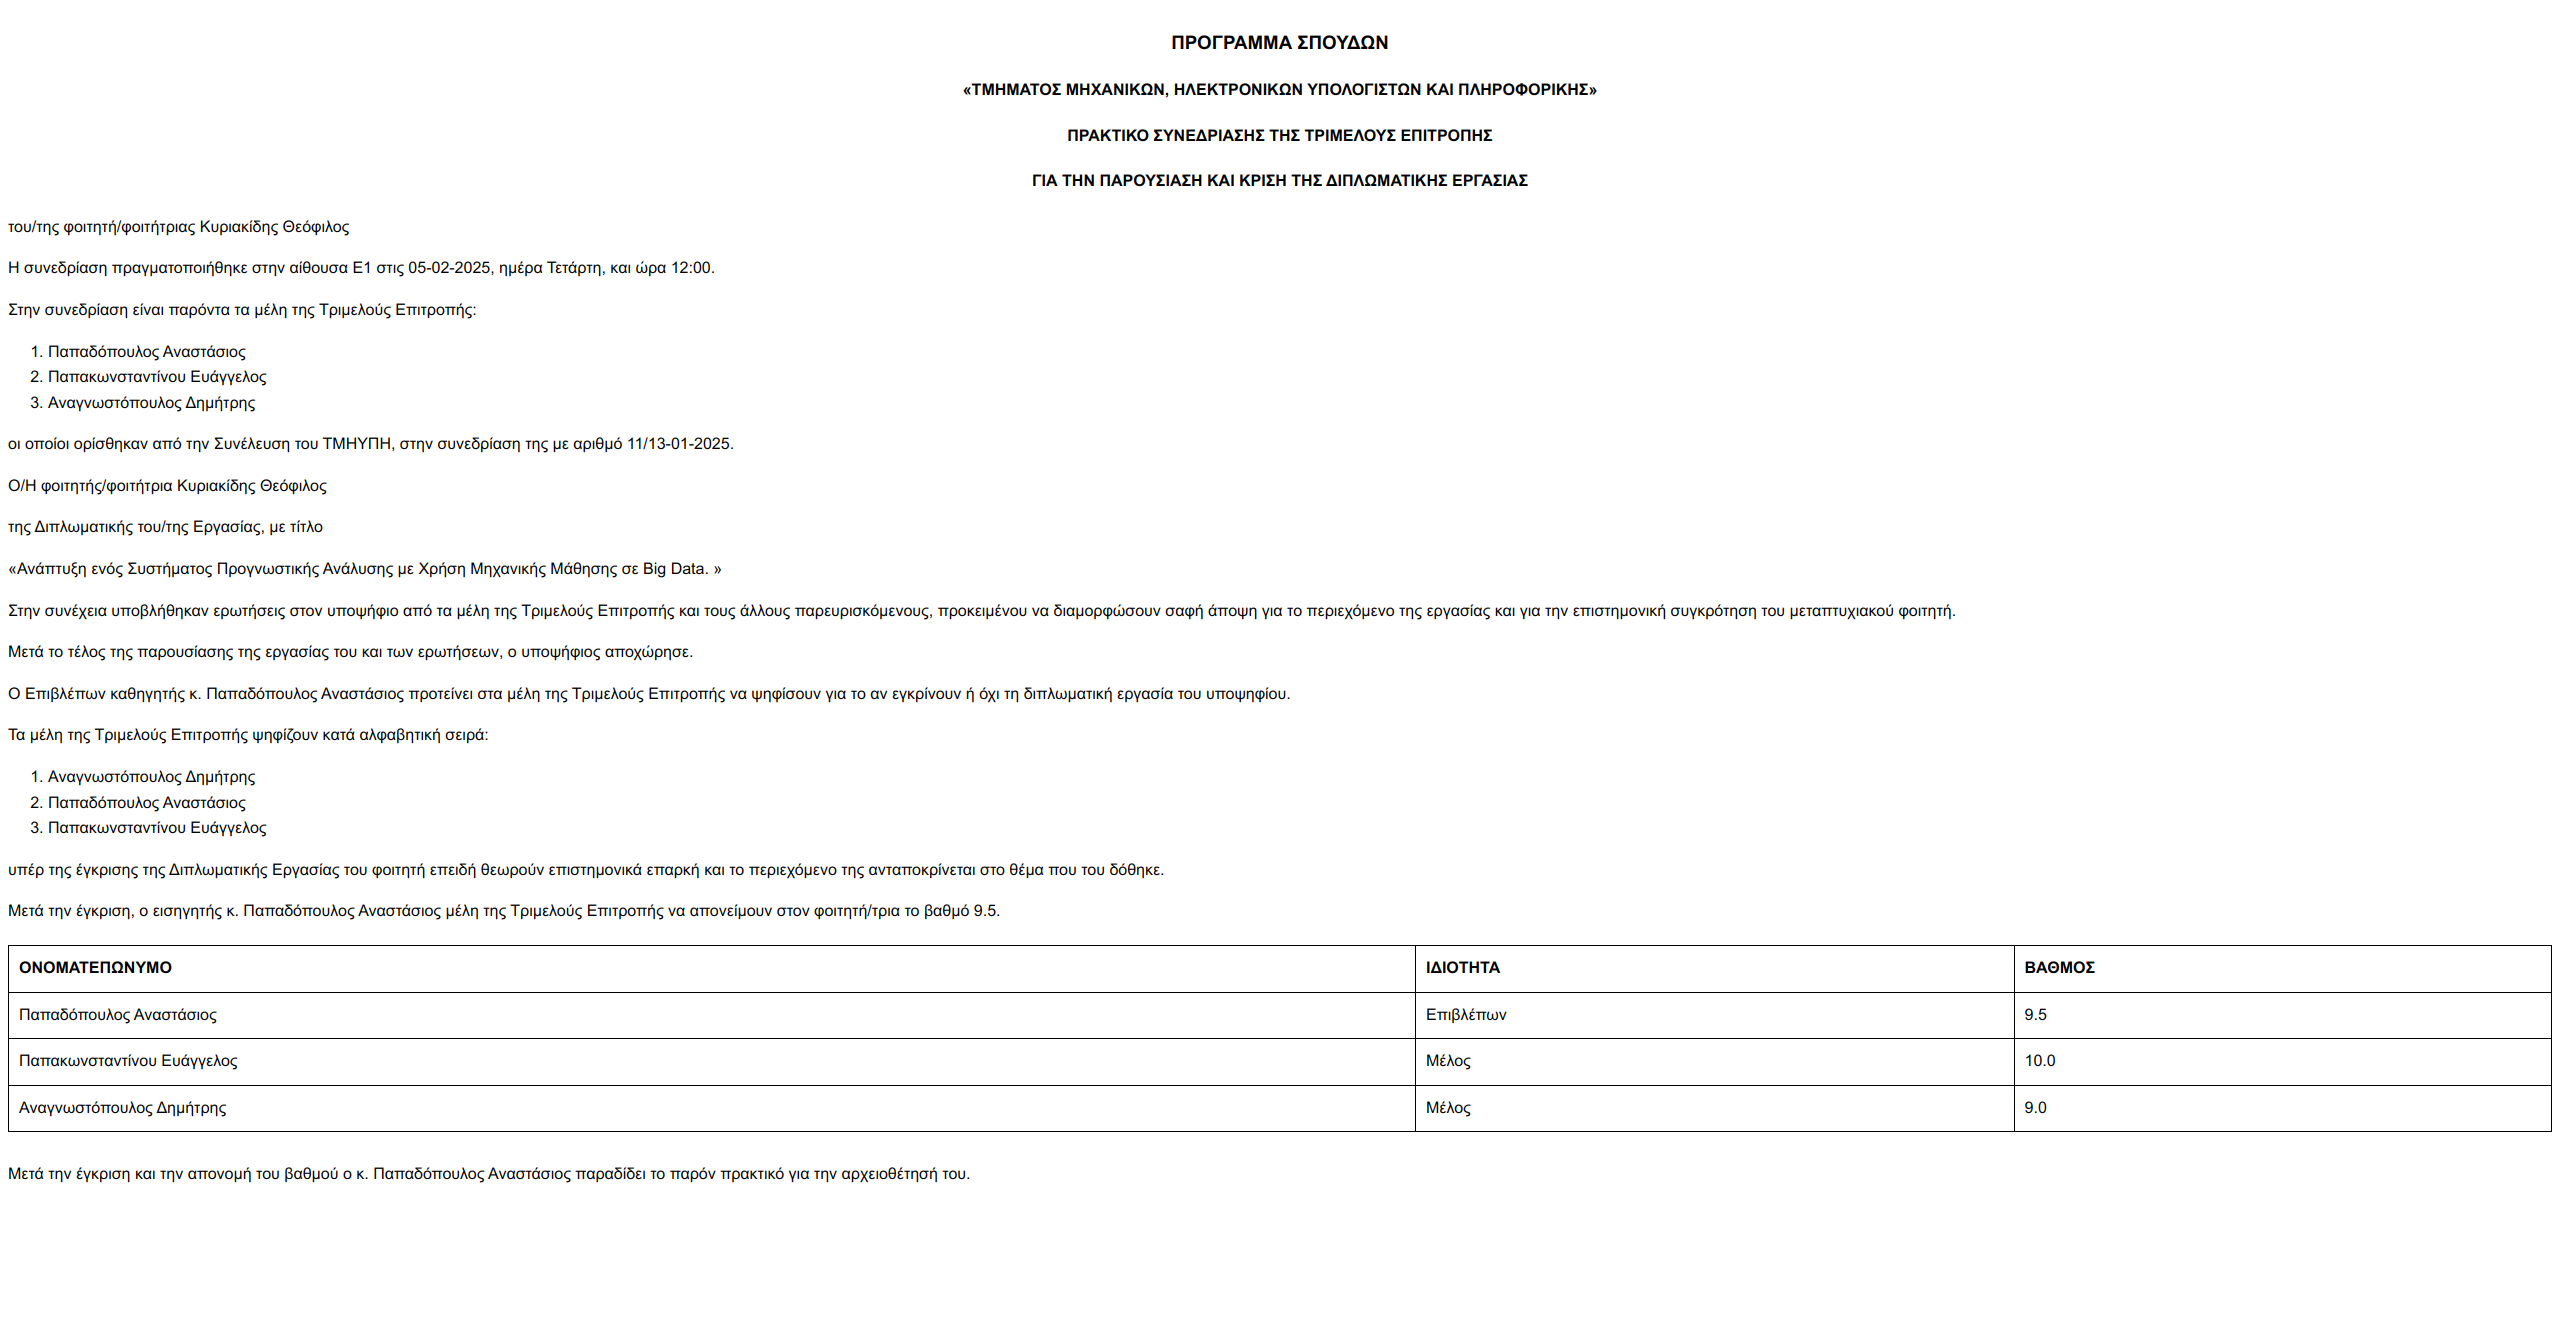 ΠΡΟΓΡΑΜΜΑ ΣΠΟΥΔΩΝ
«ΤΜΗΜΑΤΟΣ ΜΗΧΑΝΙΚΩΝ, ΗΛΕΚΤΡΟΝΙΚΩΝ ΥΠΟΛΟΓΙΣΤΩΝ ΚΑΙ ΠΛΗΡΟΦΟΡΙΚΗΣ»
ΠΡΑΚΤΙΚΟ ΣΥΝΕΔΡΙΑΣΗΣ ΤΗΣ ΤΡΙΜΕΛΟΥΣ ΕΠΙΤΡΟΠΗΣ
ΓΙΑ ΤΗΝ ΠΑΡΟΥΣΙΑΣΗ ΚΑΙ ΚΡΙΣΗ ΤΗΣ ΔΙΠΛΩΜΑΤΙΚΗΣ ΕΡΓΑΣΙΑΣ
του/της φοιτητή/φοιτήτριας Κυριακίδης Θεόφιλος
Η συνεδρίαση πραγματοποιήθηκε στην αίθουσα Ε1 στις 05-02-2025, ημέρα Τετάρτη, και ώρα 12:00.
Στην συνεδρίαση είναι παρόντα τα μέλη της Τριμελούς Επιτροπής:
1. Παπαδόπουλος Αναστάσιος
2. Παπακωνσταντίνου Ευάγγελος
3. Αναγνωστόπουλος Δημήτρης
οι οποίοι ορίσθηκαν από την Συνέλευση του ΤΜΗΥΠΗ, στην συνεδρίαση της με αριθμό 11/13-01-2025.
Ο/Η φοιτητής/φοιτήτρια Κυριακίδης Θεόφιλος
της Διπλωματικής του/της Εργασίας, με τίτλο
«Ανάπτυξη ενός Συστήματος Προγνωστικής Ανάλυσης με Χρήση Μηχανικής Μάθησης σε Big Data. »
Στην συνέχεια υποβλήθηκαν ερωτήσεις στον υποψήφιο από τα μέλη της Τριμελούς Επιτροπής και τους άλλους παρευρισκόμενους, προκειμένου να διαμορφώσουν σαφή άποψη για το περιεχόμενο της εργασίας και για την επιστημονική συγκρότηση του μεταπτυχιακού φοιτητή.
Μετά το τέλος της παρουσίασης της εργασίας του και των ερωτήσεων, ο υποψήφιος αποχώρησε.
Ο Επιβλέπων καθηγητής κ. Παπαδόπουλος Αναστάσιος προτείνει στα μέλη της Τριμελούς Επιτροπής να ψηφίσουν για το αν εγκρίνουν ή όχι τη διπλωματική εργασία του υποψηφίου.
Τα μέλη της Τριμελούς Επιτροπής ψηφίζουν κατά αλφαβητική σειρά:
1. Αναγνωστόπουλος Δημήτρης
2. Παπαδόπουλος Αναστάσιος
3. Παπακωνσταντίνου Ευάγγελος
υπέρ της έγκρισης της Διπλωματικής Εργασίας του φοιτητή επειδή θεωρούν επιστημονικά επαρκή και το περιεχόμενο της ανταποκρίνεται στο θέμα που του δόθηκε.
Μετά την έγκριση, ο εισηγητής κ. Παπαδόπουλος Αναστάσιος μέλη της Τριμελούς Επιτροπής να απονείμουν στον φοιτητή/τρια το βαθμό 9.5.
ΟΝΟΜΑΤΕΠΩΝΥΜΟ ΙΔΙΟΤΗΤΑ ΒΑΘΜΟΣ
Παπαδόπουλος Αναστάσιος Επιβλέπων 9.5
Παπακωνσταντίνου Ευάγγελος Μέλος 10.0
Αναγνωστόπουλος Δημήτρης Μέλος 9.0
Μετά την έγκριση και την απονομή του βαθμού ο κ. Παπαδόπουλος Αναστάσιος παραδίδει το παρόν πρακτικό για την αρχειοθέτησή του.